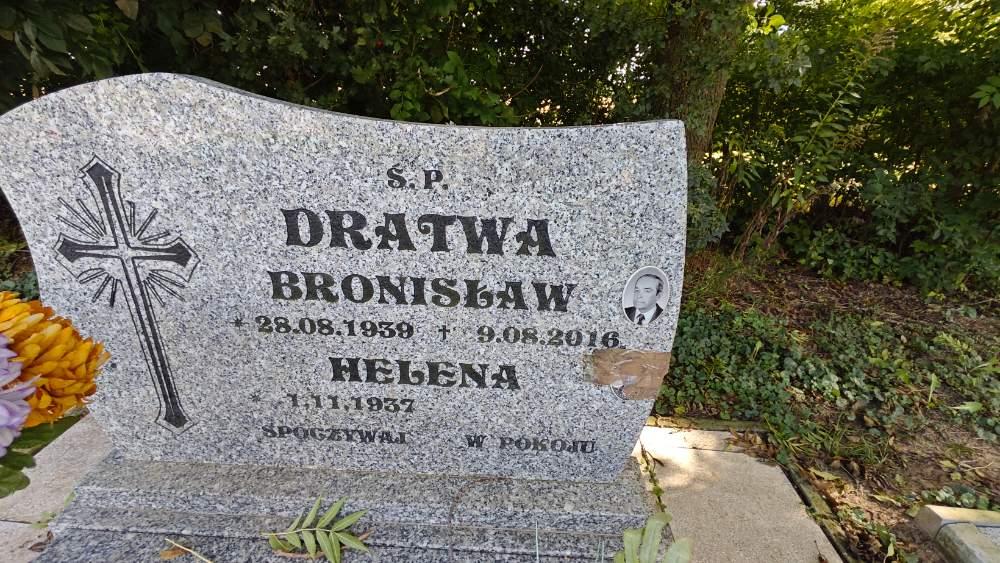 Ś. P.
DRATWA
BRONISŁAW
* 28.08.1939 † 9.08.2016
HELENA
* 1.11.1937
SPOCZYWAJ W POKOJU